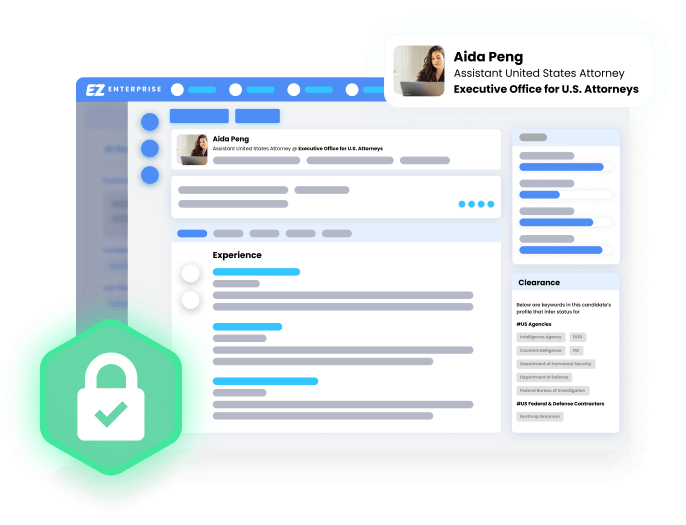 Aida Peng
Assistant United States Attorney
Executive Office for U.S. Attorneys
EZ ENTERPRISE
Aida Peng
Assistant United States Attorney @ Executive Office for U.S. Attorneys
Experience
Clearance
Below are keywords in this candidate's
profile that infer status for
#US Agencies
Intelligence Agency
DOD
Counterintelligence
FBI
Department of Homeland Security
Department of Defense
Federal Bureau of Investigation
#US Federal & Defense Contractors
Northrop Grumman